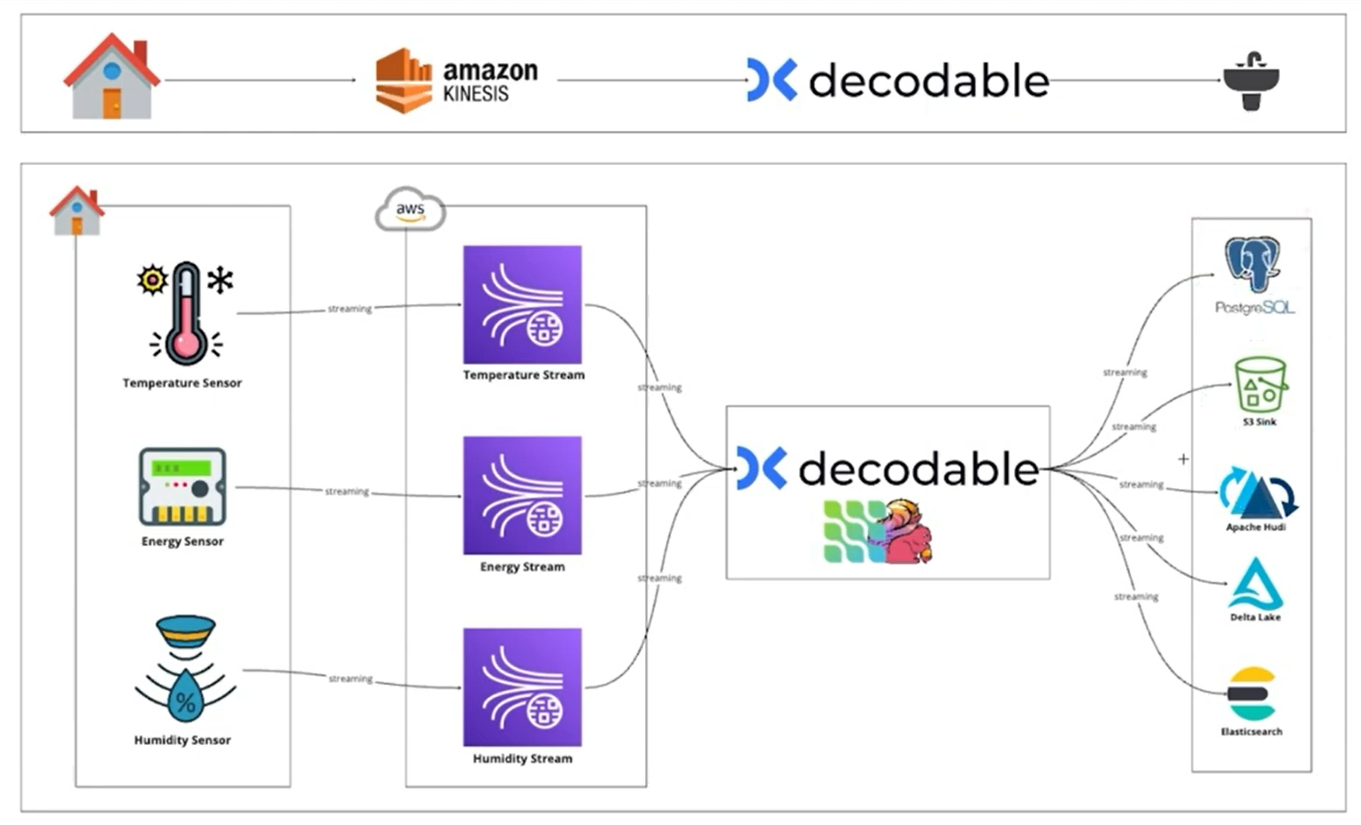 amazon
KINESIS
decodable
aws
Temperature Sensor
streaming
Temperature Stream
streaming
Energy Sensor
streaming
Energy Stream
streaming
%
Humidity Sensor
streaming
Humidity Stream
streaming
decodable
streaming
PostgreSQL
streaming
S3 Sink
streaming
Apache Hudi
streaming
Delta Lake
streaming
Elasticsearch